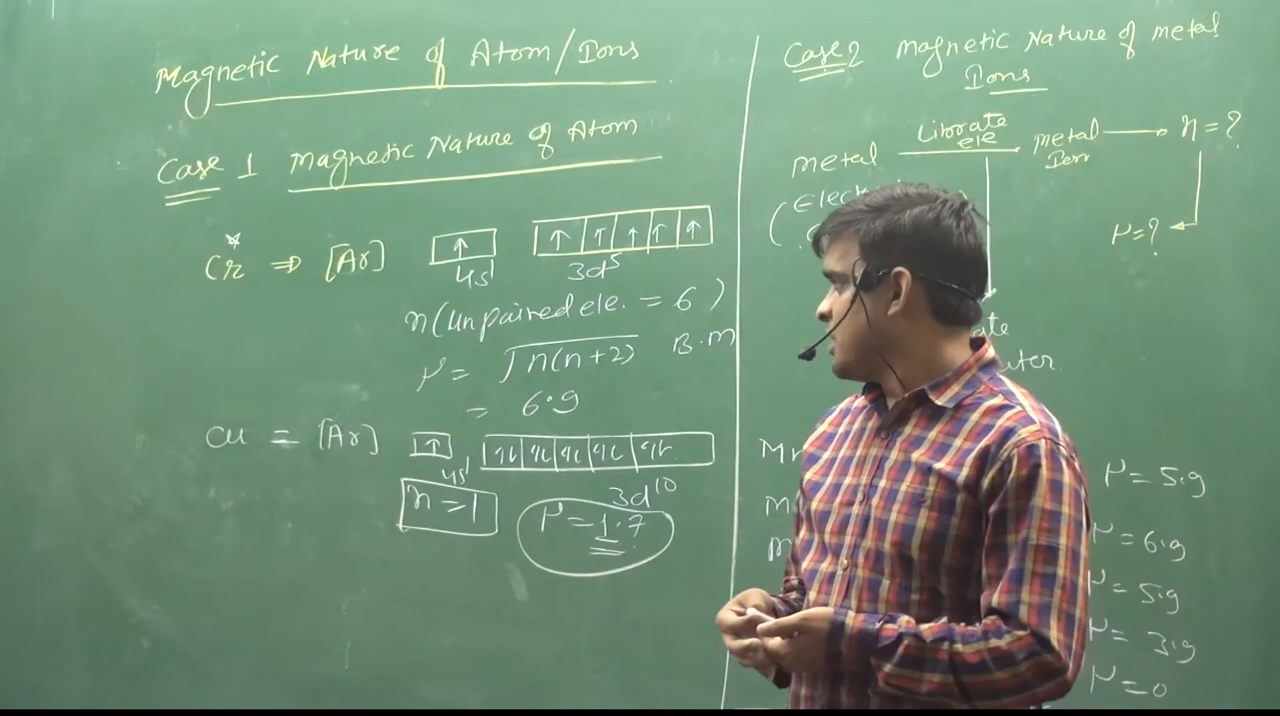 Magnetic Nature of Atom/Ions
Case 1 Magnetic Nature of Atom
Cr ⇒ [Ar] ↑ ↑ ↑ ↑ ↑ ↑
4s¹ 3d⁵
n(unpaired ele. = 6)
μ = √n(n+2) B.M
= 6.9
Cu = [Ar] ↑ ↑↓ ↑↓ ↑↓ ↑↓ ↑↓
4s¹ 3d¹⁰
n = 1
μ = 1.7
Case 2 Magnetic Nature of metal
Ions
Metal Librate ele Metal Ion → n = ?
μ = ?
μ = 5.9
μ = 6.9
μ = 5.9
μ = 3.9
μ = 0